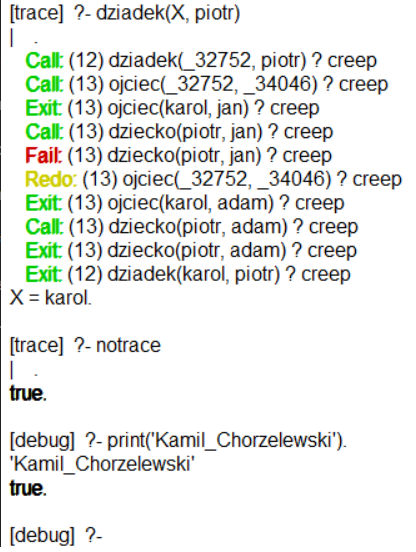 [trace]  ?- dziadek(X, piotr)
|    .
Call: (12) dziadek(_32752, piotr) ? creep
Call: (13) ojciec(_32752, _34046) ? creep
Exit: (13) ojciec(karol, jan) ? creep
Call: (13) dziecko(piotr, jan) ? creep
Fail: (13) dziecko(piotr, jan) ? creep
Redo: (13) ojciec(_32752, _34046) ? creep
Exit: (13) ojciec(karol, adam) ? creep
Call: (13) dziecko(piotr, adam) ? creep
Exit: (13) dziecko(piotr, adam) ? creep
Exit: (12) dziadek(karol, piotr) ? creep
X = karol.
[trace]  ?- notrace
|    .
true.
[debug]  ?- print('Kamil_Chorzelewski').
'Kamil_Chorzelewski'
true.
[debug]  ?-